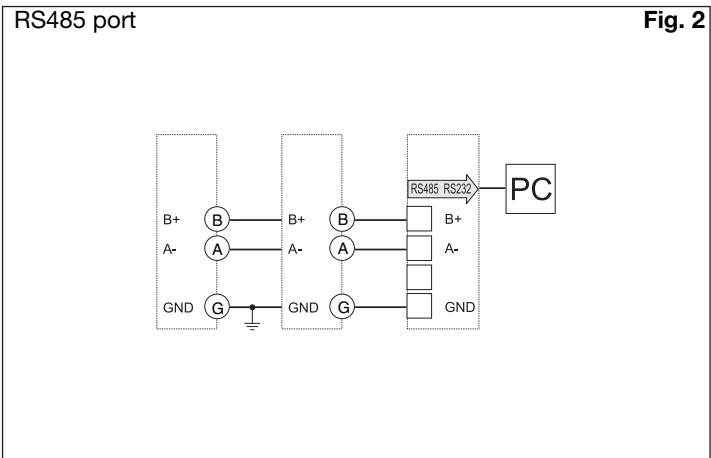 RS485 port Fig. 2
RS485 RS232 PC
B+ B B+ B B+
A- A A- A A-
GND G GND G GND